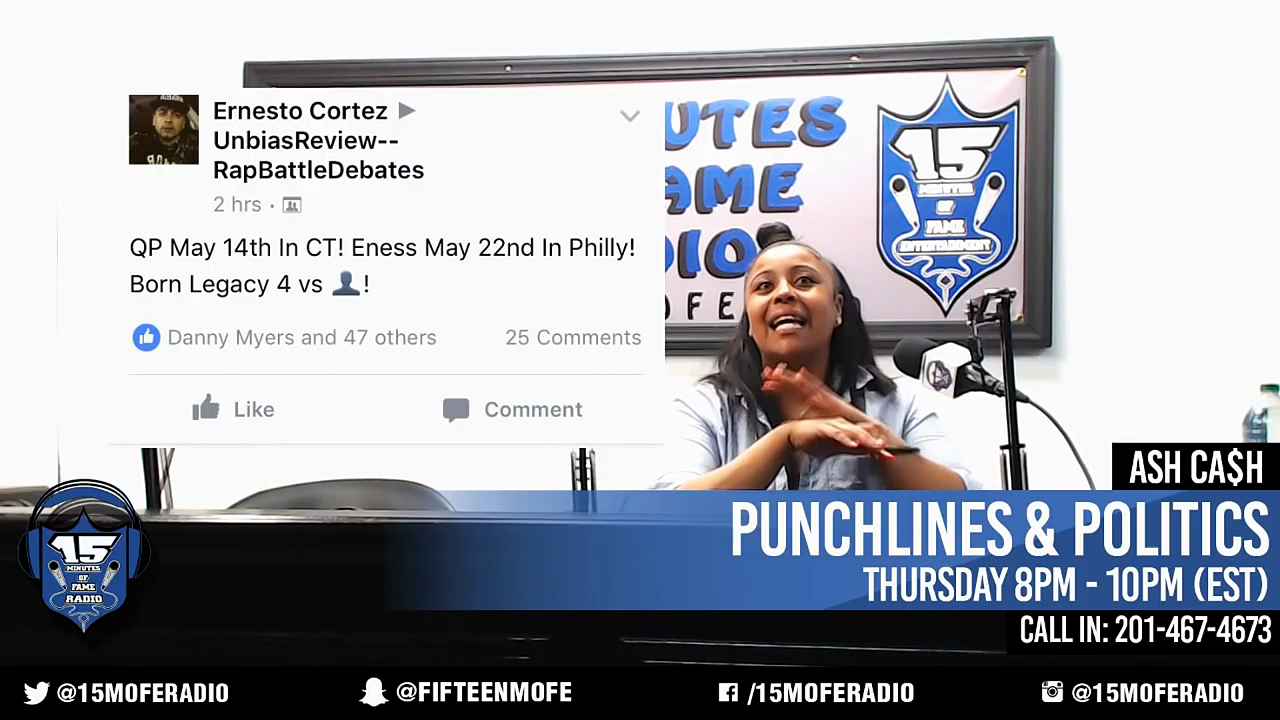 Ernesto Cortez ▶
UnbiasReview--
RapBattleDebates
2 hrs ·
QP May 14th In CT! Eness May 22nd In Philly!
Born Legacy 4 vs 👤!
Danny Myers and 47 others 25 Comments
Like Comment
UTES
AME
DIO
OFE
15
MINUTES
OF
FAME
ENTERTAINMENT
ASH CA$H
PUNCHLINES & POLITICS
THURSDAY 8PM - 10PM (EST)
CALL IN: 201-467-4673
15
MINUTES
OF
FAME
RADIO
@15MOFERADIO @FIFTEENMOFE /15MOFERADIO @15MOFERADIO